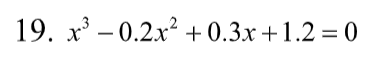 19. x³ – 0.2x² + 0.3x + 1.2 = 0